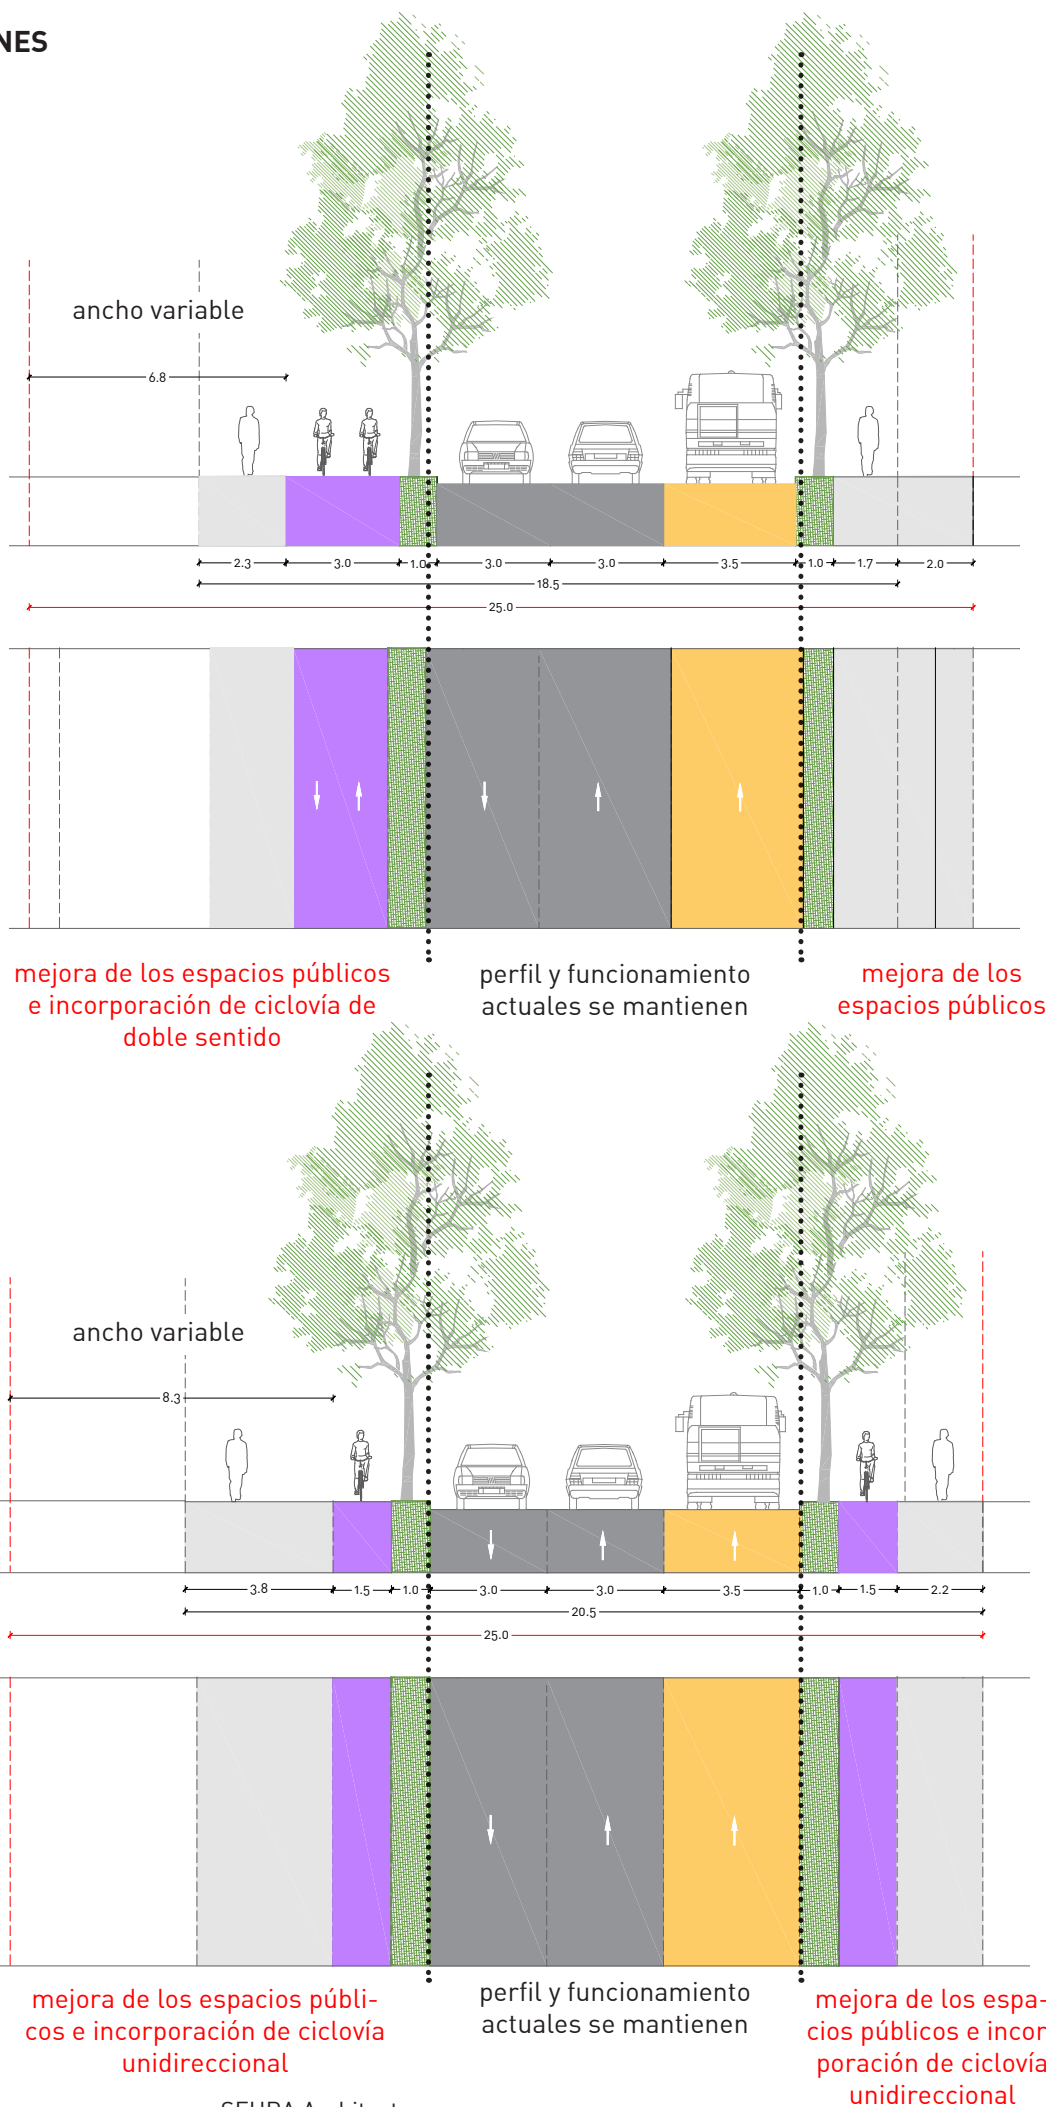 ancho variable
6.8
2.3 3.0 1.0 3.0 3.0 3.5 1.0 1.7 2.0
18.5
25.0
mejora de los espacios públicos
e incorporación de ciclovía de
doble sentido
perfil y funcionamiento
actuales se mantienen
mejora de los
espacios públicos
ancho variable
8.3
3.8 1.5 1.0 3.0 3.0 3.5 1.0 1.5 2.2
20.5
25.0
mejora de los espacios públi-
cos e incorporación de ciclovía
unidireccional
perfil y funcionamiento
actuales se mantienen
mejora de los espa-
cios públicos e incor
poración de ciclovía
unidireccional